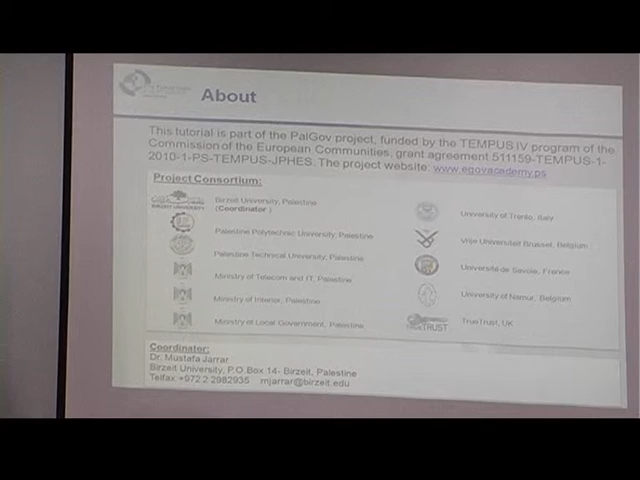 About
This tutorial is part of the PalGov project, funded by the TEMPUS IV program of the
Commission of the European Communities, grant agreement 511159-TEMPUS-1-
2010-1-PS-TEMPUS-JPHES. The project website: www.egovacademy.ps
Project Consortium:
Birzeit University, Palestine
(Coordinator )
BIRZEIT UNIVERSITY
Palestine Polytechnic University, Palestine
Palestine Technical University, Palestine
Ministry of Telecom and IT, Palestine
Ministry of Interior, Palestine
Ministry of Local Government, Palestine
University of Trento, Italy
Vrije Universiteit Brussel, Belgium
Université de Savoie, France
University of Namur, Belgium
TrueTrust, UK
TRUETRUST
Coordinator:
Dr. Mustafa Jarrar
Birzeit University, P.O.Box 14- Birzeit, Palestine
Telfax +972 2 2982935 mjarrar@birzeit.edu